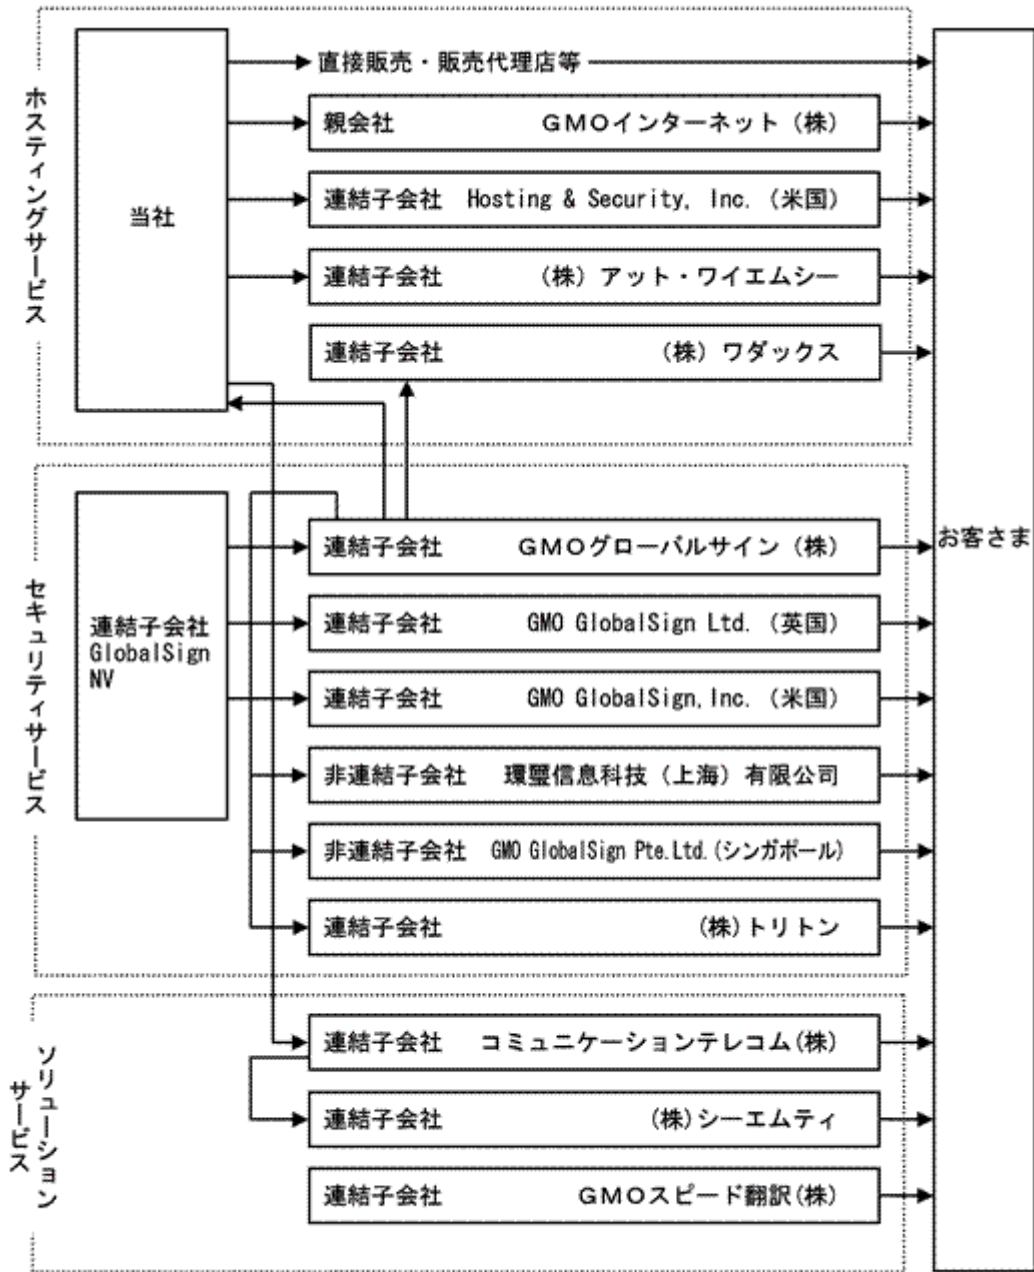 ホスティングサービス
当社
直接販売・販売代理店等
親会社 GMOインターネット（株）
連結子会社 Hosting & Security, Inc.（米国）
連結子会社 （株）アット・ワイエムシー
連結子会社 （株）ワダックス
セキュリティサービス
連結子会社
GlobalSign
NV
連結子会社 GMOグローバルサイン（株）
連結子会社 GMO GlobalSign Ltd.（英国）
連結子会社 GMO GlobalSign,Inc.（米国）
非連結子会社 環璽信息科技（上海）有限公司
非連結子会社 GMO GlobalSign Pte.Ltd.(シンガポール)
連結子会社 (株)トリトン
ソリューション
サービス
連結子会社 コミュニケーションテレコム(株)
連結子会社 (株)シーエムティ
連結子会社 GMOスピード翻訳(株)
お客さま